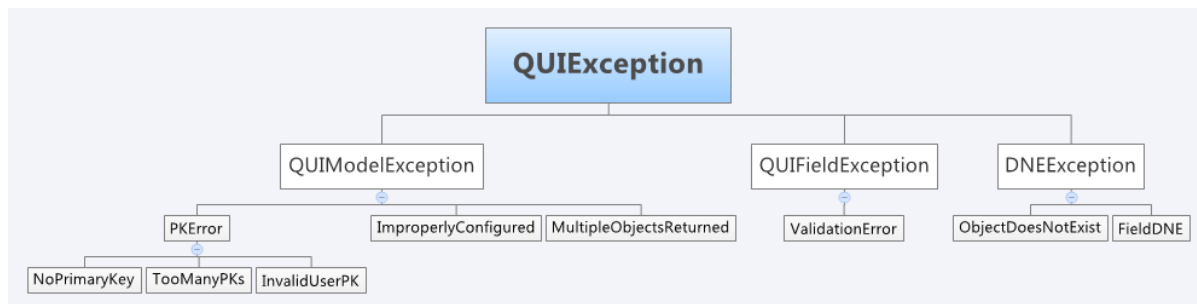 QUIException
QUIModelException
QUIFieldException
DNEException
PKError
ImproperlyConfigured
MultipleObjectsReturned
ValidationError
ObjectDoesNotExist
FieldDNE
NoPrimaryKey
TooManyPKs
InvalidUserPK